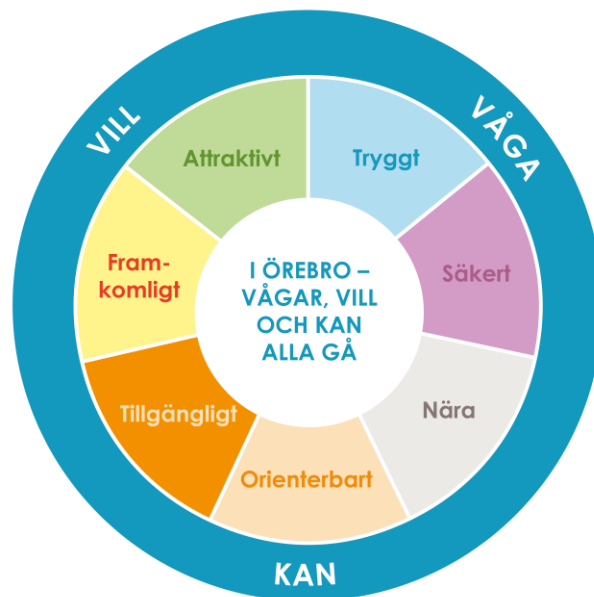 VILL
VÅGA
Attraktivt
Tryggt
Fram-
komligt
Säkert
I ÖREBRO –
VÅGAR, VILL
OCH KAN
ALLA GÅ
Tillgängligt
Nära
Orienterbart
KAN